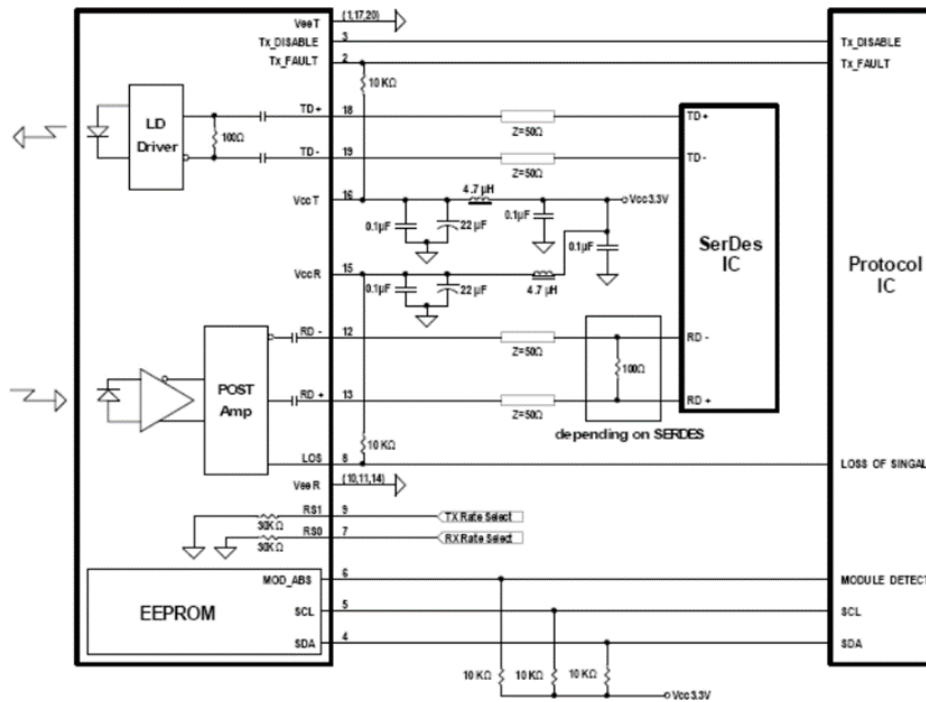 VeeT (1,17,20)
Tx_DISABLE 3 Tx_DISABLE
Tx_FAULT 2 Tx_FAULT
10 KΩ
LD
Driver
100Ω
TD+ 18 Z=50Ω TD+
TD- 19 Z=50Ω TD-
VccT 16 4.7 µH Vcc3.3V
0.1µF 22 µF 0.1µF
0.1µF
VccR 15
0.1µF 22 µF 4.7 µH
SerDes
IC
Protocol
IC
RD - 12 Z=50Ω RD -
100Ω
POST
Amp
RD + 13 Z=50Ω RD +
depending on SERDES
10 KΩ
LOS 8 LOSS OF SINGAL
VeeR (10,11,14)
RS1 9 TX Rate Select
30KΩ
RS0 7 RX Rate Select
30KΩ
MOD_ABS 6 MODULE DETECT
EEPROM
SCL 5 SCL
SDA 4 SDA
10 KΩ 10 KΩ 10 KΩ
Vcc3.3V